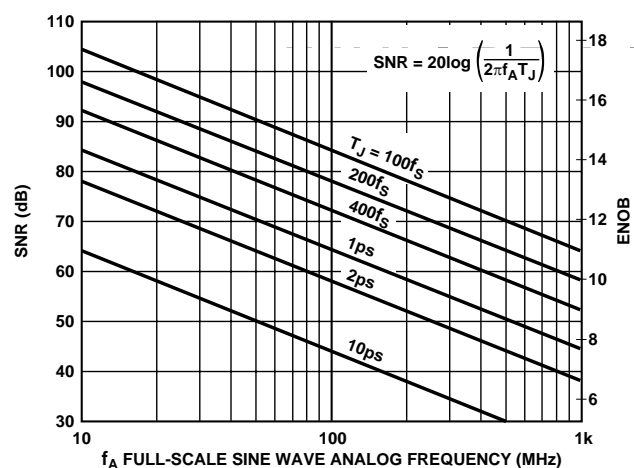 110
100
90
80
70
60
50
40
30
SNR (dB)
SNR = 20log (1 / 2πfATJ)
TJ = 100fS
200fS
400fS
1ps
2ps
10ps
18
16
14
12
10
8
6
ENOB
10
100
1k
fA FULL-SCALE SINE WAVE ANALOG FREQUENCY (MHz)